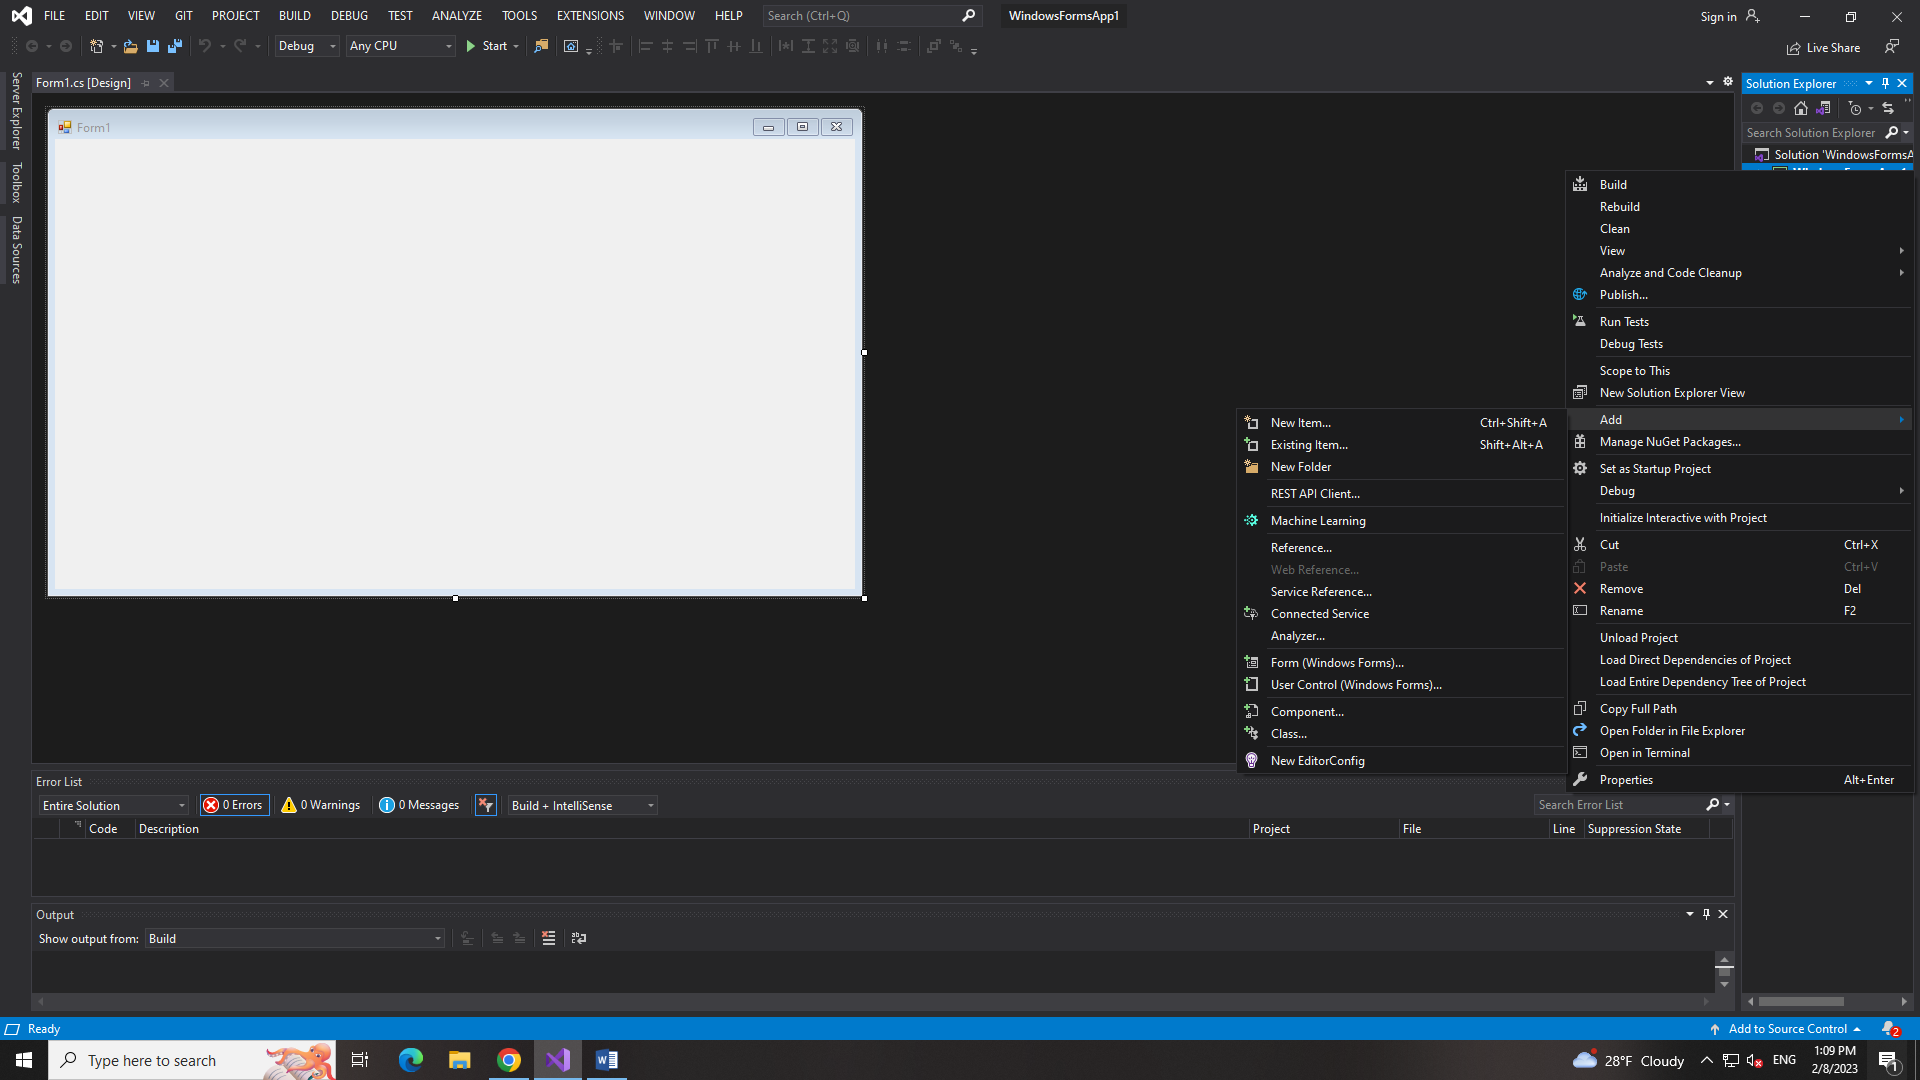 FILE EDIT VIEW GIT PROJECT BUILD DEBUG TEST ANALYZE TOOLS EXTENSIONS WINDOW HELP Search (Ctrl+Q) WindowsFormsApp1 Sign in
Debug Any CPU Start Live Share
Server Explorer
Toolbox
Data Sources
Form1.cs [Design]
Form1
Solution Explorer
Search Solution Explorer
Solution 'WindowsFormsA
Build
Rebuild
Clean
View
Analyze and Code Cleanup
Publish...
Run Tests
Debug Tests
Scope to This
New Solution Explorer View
Add
Manage NuGet Packages...
Set as Startup Project
Debug
Initialize Interactive with Project
Cut Ctrl+X
Paste Ctrl+V
Remove Del
Rename F2
Unload Project
Load Direct Dependencies of Project
Load Entire Dependency Tree of Project
Copy Full Path
Open Folder in File Explorer
Open in Terminal
Properties Alt+Enter
New Item... Ctrl+Shift+A
Existing Item... Shift+Alt+A
New Folder
REST API Client...
Machine Learning
Reference...
Web Reference...
Service Reference...
Connected Service
Analyzer...
Form (Windows Forms)...
User Control (Windows Forms)...
Component...
Class...
New EditorConfig
Error List
Entire Solution 0 Errors 0 Warnings 0 Messages Build + IntelliSense Search Error List
Code Description Project File Line Suppression State
Output
Show output from: Build
Ready Add to Source Control 2
Type here to search 28°F Cloudy ENG 1:09 PM
2/8/2023 1